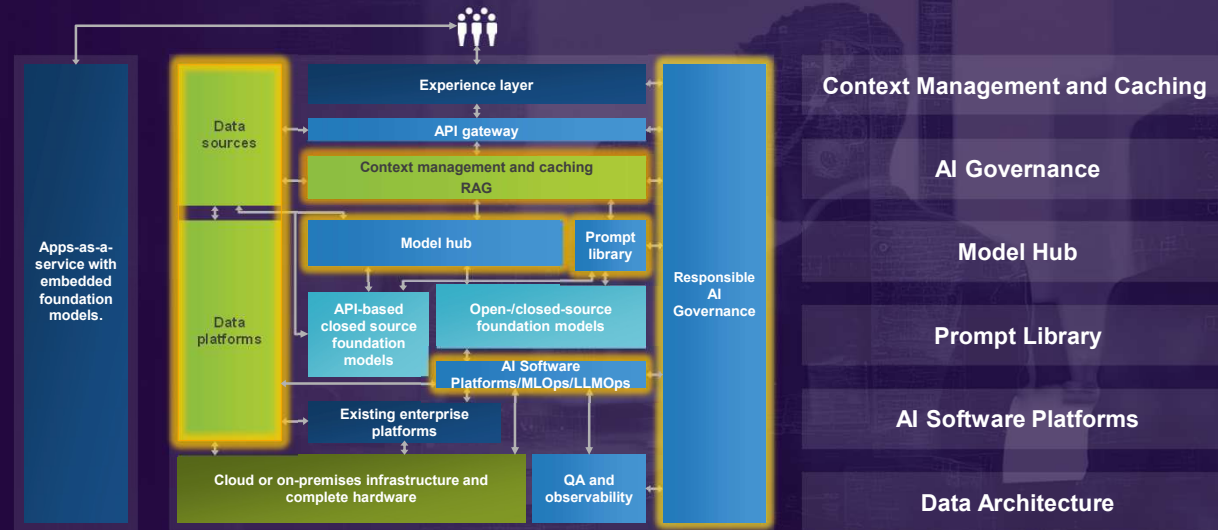 Experience layer
Data
sources
API gateway
Context management and caching
RAG
Model hub
Prompt
library
Apps-as-a-
service with
embedded
foundation
models.
Data
platforms
API-based
closed source
foundation
models
Open-/closed-source
foundation models
Responsible
AI
Governance
AI Software
Platforms/MLOps/LLMOps
Existing enterprise
platforms
Cloud or on-premises infrastructure and
complete hardware
QA and
observability
Context Management and Caching
AI Governance
Model Hub
Prompt Library
AI Software Platforms
Data Architecture